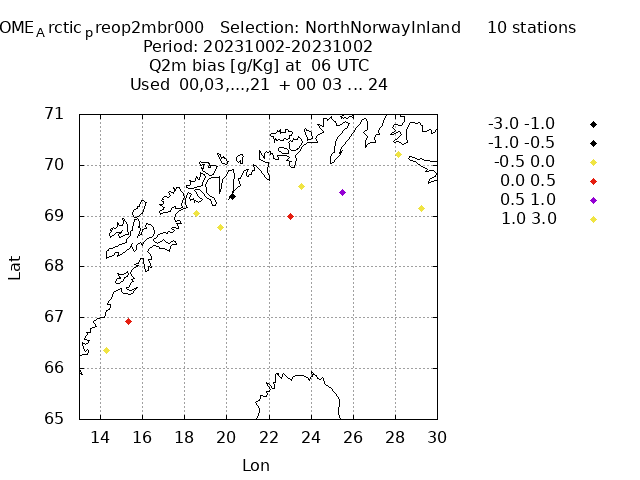 OME_A rctic_p reop2mbr000 Selection: NorthNorwayInland 10 stations
Period: 20231002-20231002
Q2m bias [g/Kg] at 06 UTC
Used 00,03,...,21 + 00 03 ... 24
-3.0 -1.0
-1.0 -0.5
-0.5 0.0
0.0 0.5
0.5 1.0
1.0 3.0
71
70
69
68
67
66
65
Lat
14 16 18 20 22 24 26 28 30
Lon